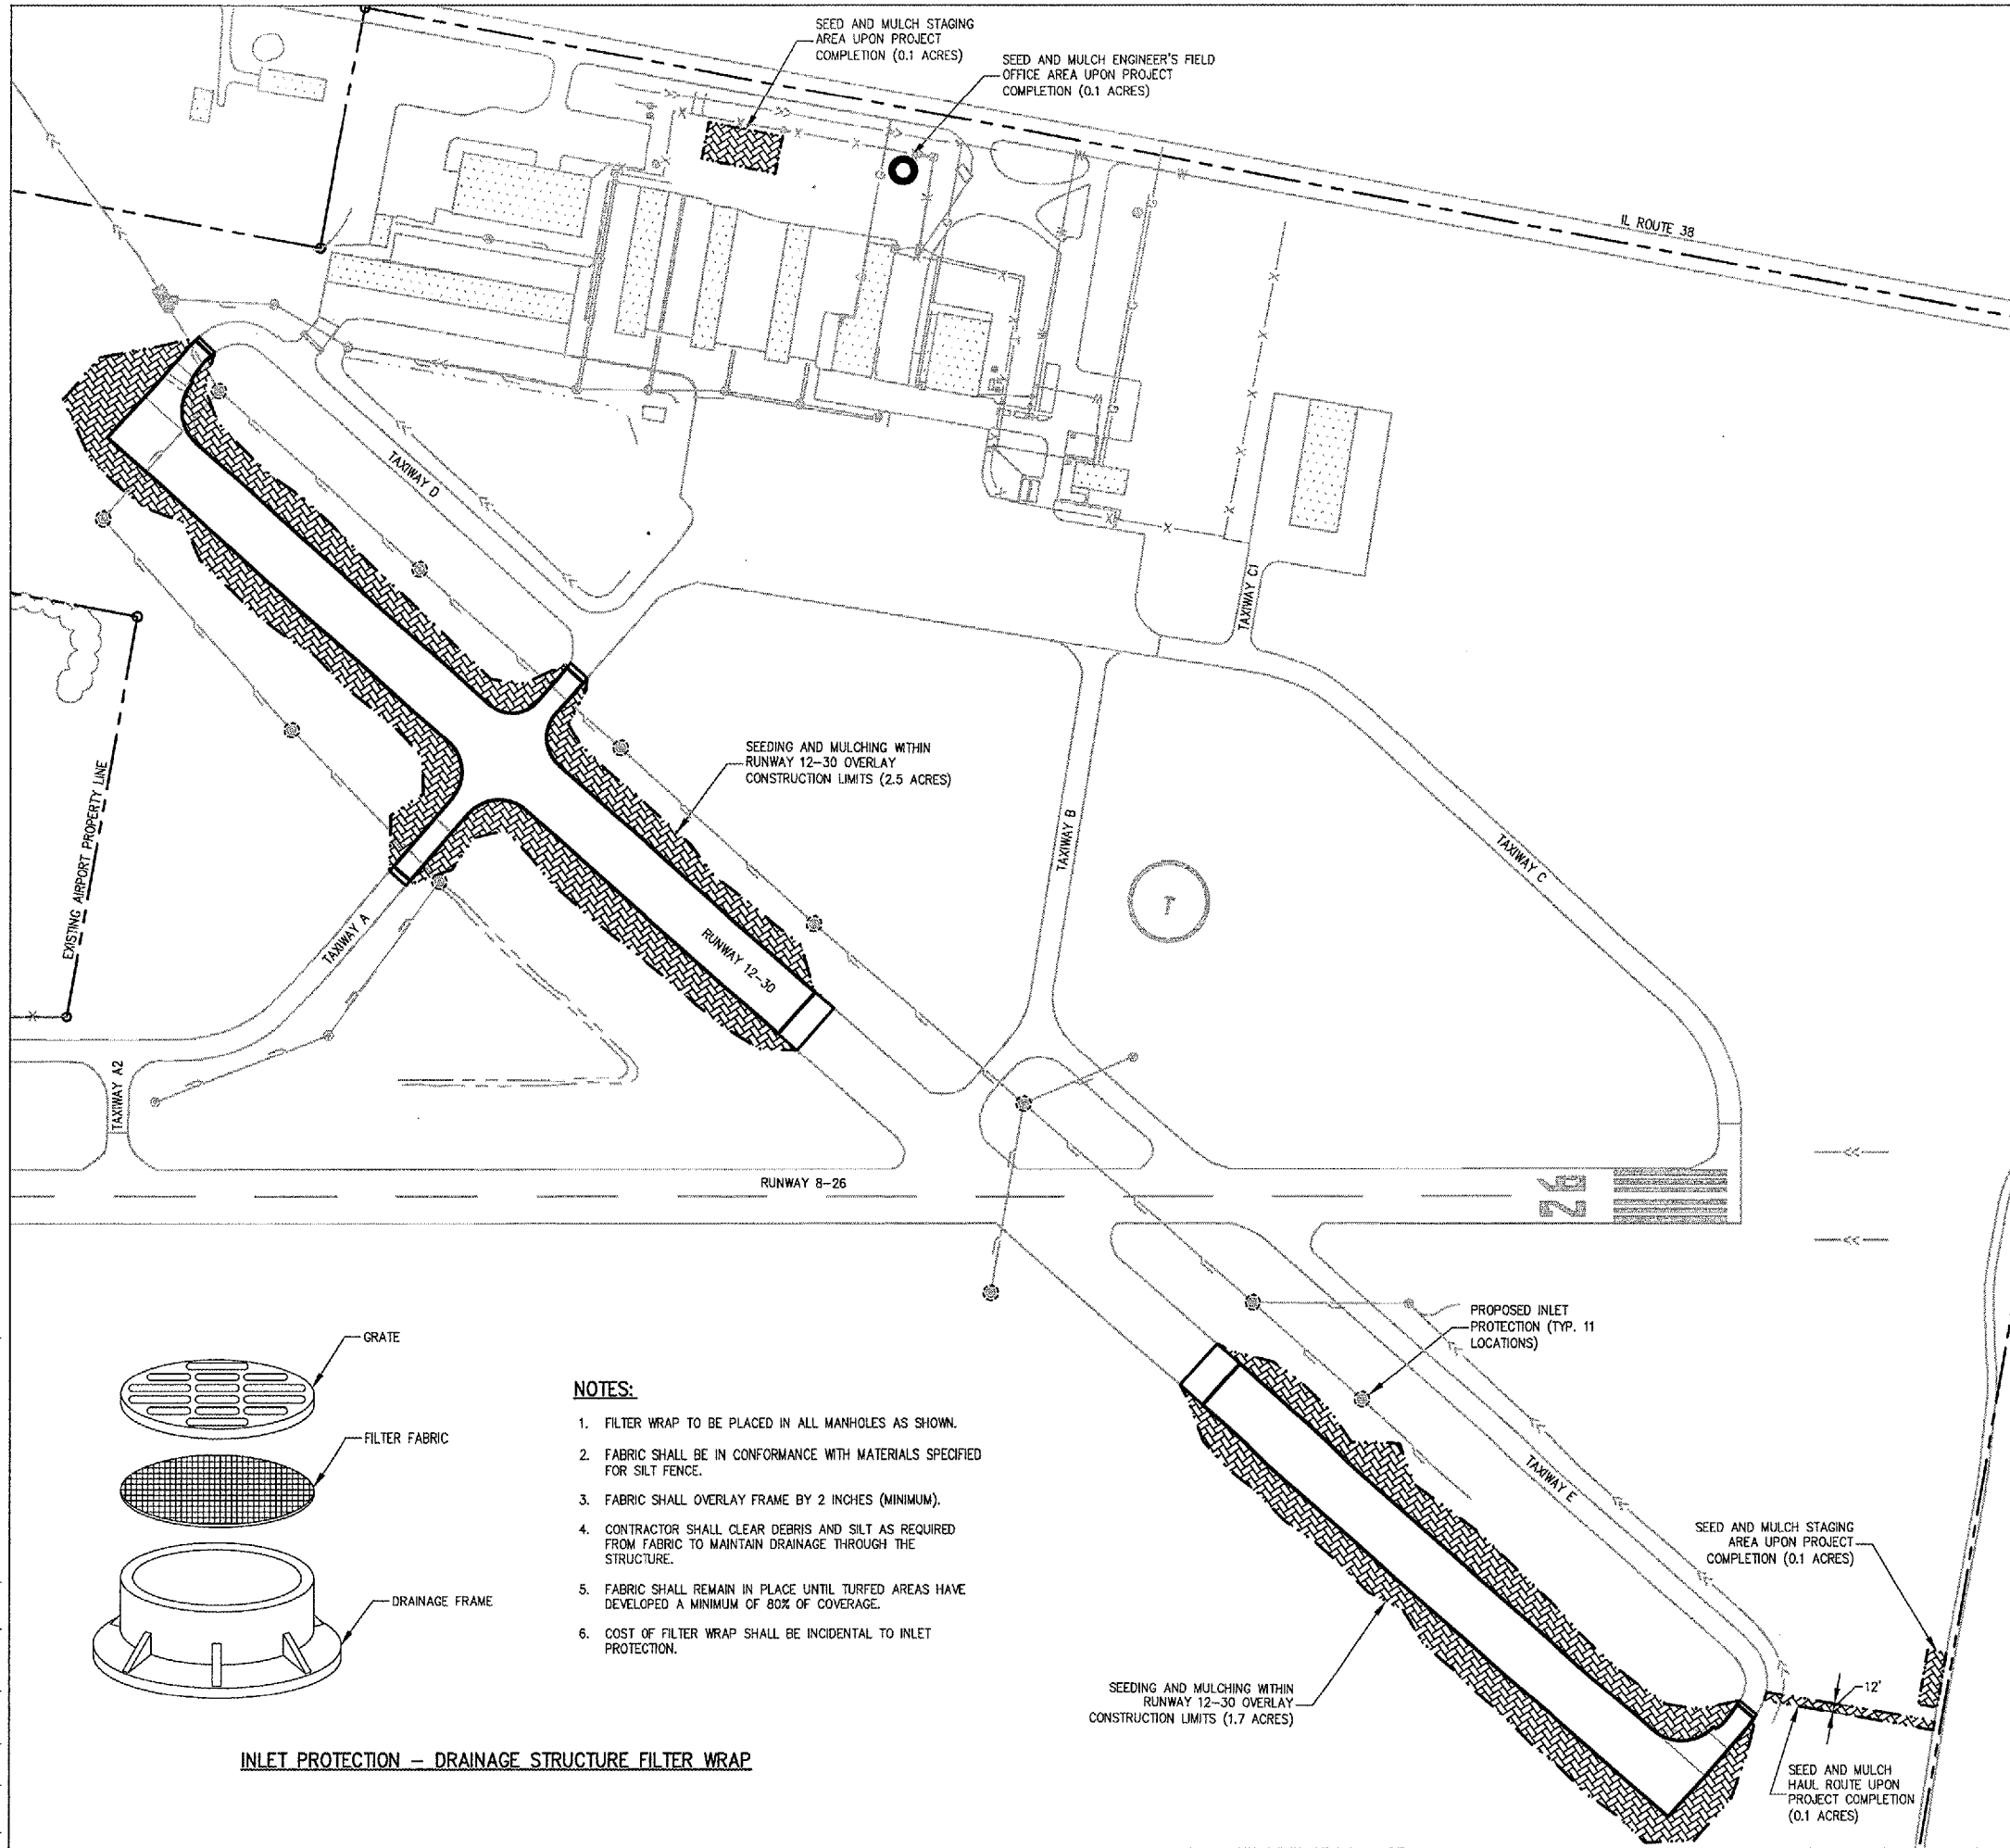 SEED AND MULCH STAGING
AREA UPON PROJECT
COMPLETION (0.1 ACRES)
SEED AND MULCH ENGINEER'S FIELD
OFFICE AREA UPON PROJECT
COMPLETION (0.1 ACRES)
IL ROUTE 38
TAXIWAY D
TAXIWAY C1
EXISTING AIRPORT PROPERTY LINE
SEEDING AND MULCHING WITHIN
RUNWAY 12-30 OVERLAY
CONSTRUCTION LIMITS (2.5 ACRES)
TAXIWAY B
TAXIWAY C
TAXIWAY A
RUNWAY 12-30
TAXIWAY A2
RUNWAY 8-26
26
PROPOSED INLET
PROTECTION (TYP. 11
LOCATIONS)
GRATE
FILTER FABRIC
DRAINAGE FRAME
NOTES:
1. FILTER WRAP TO BE PLACED IN ALL MANHOLES AS SHOWN.
2. FABRIC SHALL BE IN CONFORMANCE WITH MATERIALS SPECIFIED
FOR SILT FENCE.
3. FABRIC SHALL OVERLAY FRAME BY 2 INCHES (MINIMUM).
4. CONTRACTOR SHALL CLEAR DEBRIS AND SILT AS REQUIRED
FROM FABRIC TO MAINTAIN DRAINAGE THROUGH THE
STRUCTURE.
5. FABRIC SHALL REMAIN IN PLACE UNTIL TURFED AREAS HAVE
DEVELOPED A MINIMUM OF 80% OF COVERAGE.
6. COST OF FILTER WRAP SHALL BE INCIDENTAL TO INLET
PROTECTION.
INLET PROTECTION - DRAINAGE STRUCTURE FILTER WRAP
TAXIWAY E
SEED AND MULCH STAGING
AREA UPON PROJECT
COMPLETION (0.1 ACRES)
SEEDING AND MULCHING WITHIN
RUNWAY 12-30 OVERLAY
CONSTRUCTION LIMITS (1.7 ACRES)
12'
SEED AND MULCH
HAUL ROUTE UPON
PROJECT COMPLETION
(0.1 ACRES)